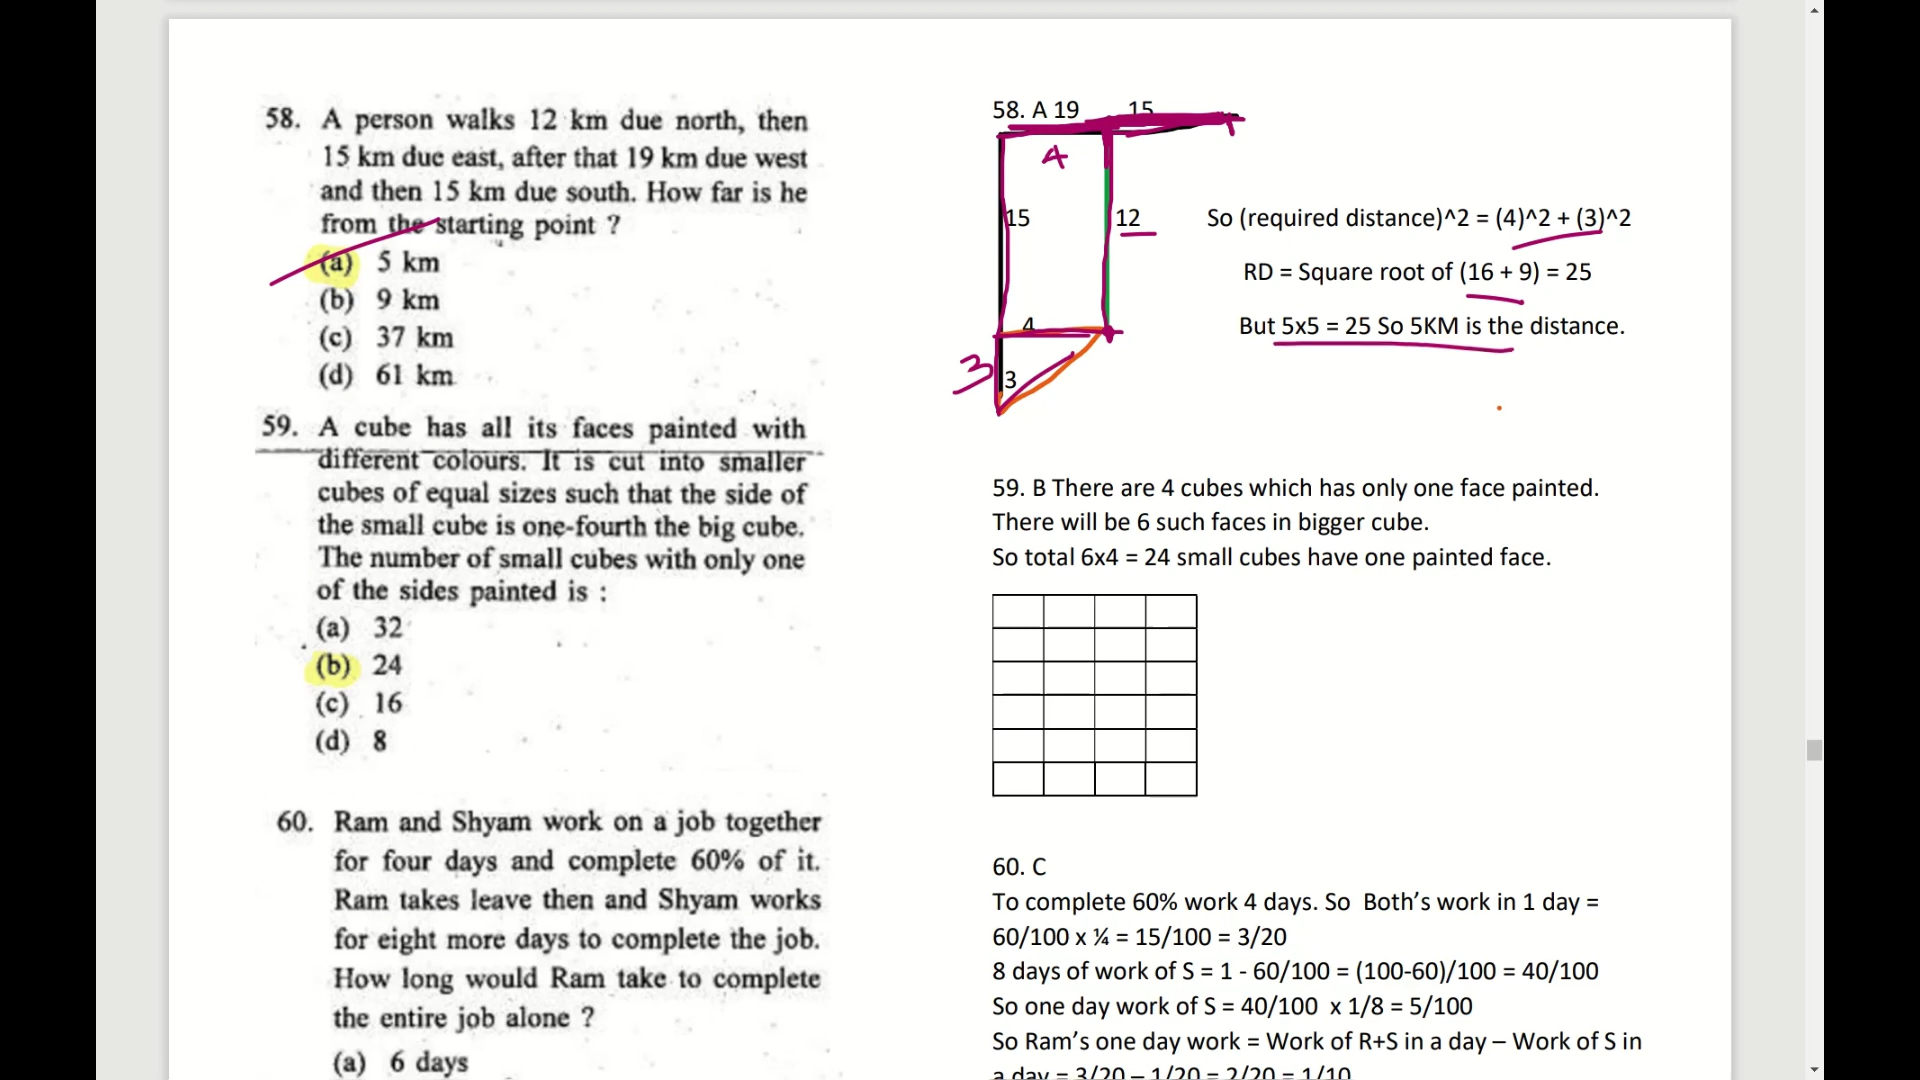 58. A person walks 12 km due north, then
15 km due east, after that 19 km due west
and then 15 km due south. How far is he
from the starting point ?
(a) 5 km
(b) 9 km
(c) 37 km
(d) 61 km
59. A cube has all its faces painted with
different colours. It is cut into smaller
cubes of equal sizes such that the side of
the small cube is one-fourth the big cube.
The number of small cubes with only one
of the sides painted is :
(a) 32
(b) 24
(c) 16
(d) 8
60. Ram and Shyam work on a job together
for four days and complete 60% of it.
Ram takes leave then and Shyam works
for eight more days to complete the job.
How long would Ram take to complete
the entire job alone ?
(a) 6 days
58. A 19 15
4
15 12
4
3 3
So (required distance)^2 = (4)^2 + (3)^2
RD = Square root of (16 + 9) = 25
But 5x5 = 25 So 5KM is the distance.
59. B There are 4 cubes which has only one face painted.
There will be 6 such faces in bigger cube.
So total 6x4 = 24 small cubes have one painted face.
60. C
To complete 60% work 4 days. So Both’s work in 1 day =
60/100 x ¼ = 15/100 = 3/20
8 days of work of S = 1 - 60/100 = (100-60)/100 = 40/100
So one day work of S = 40/100 x 1/8 = 5/100
So Ram’s one day work = Work of R+S in a day – Work of S in
a day = 3/20 – 1/20 = 2/20 = 1/10